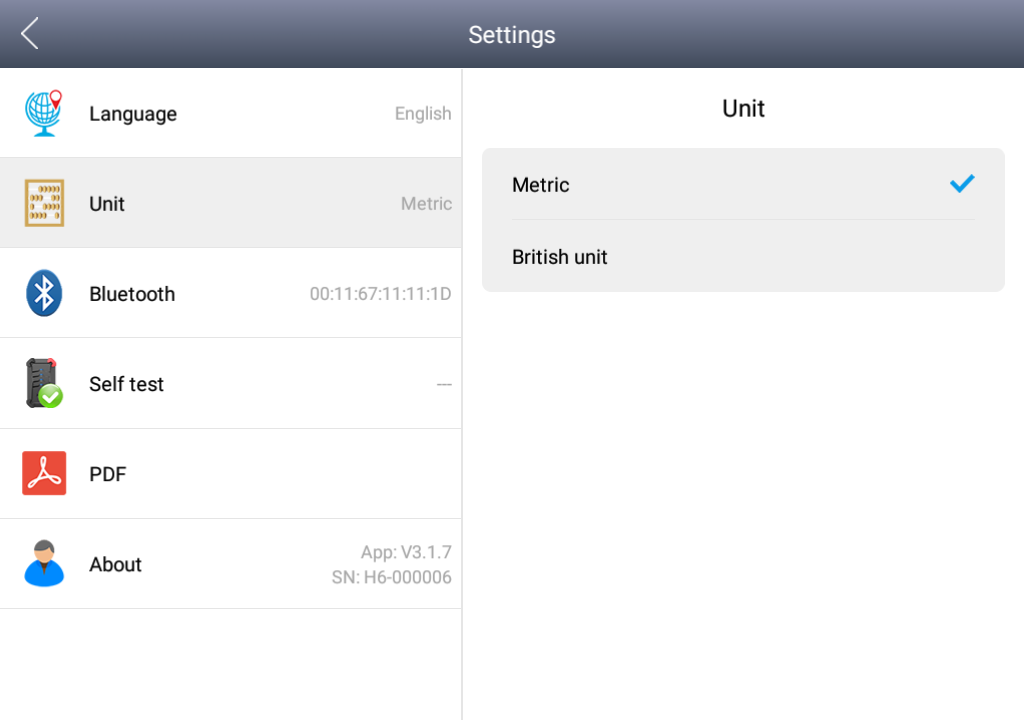 Settings
Language
English
Unit
Metric
Bluetooth
00:11:67:11:11:1D
Self test
---
PDF
About
App: V3.1.7
SN: H6-000006
Unit
Metric
British unit